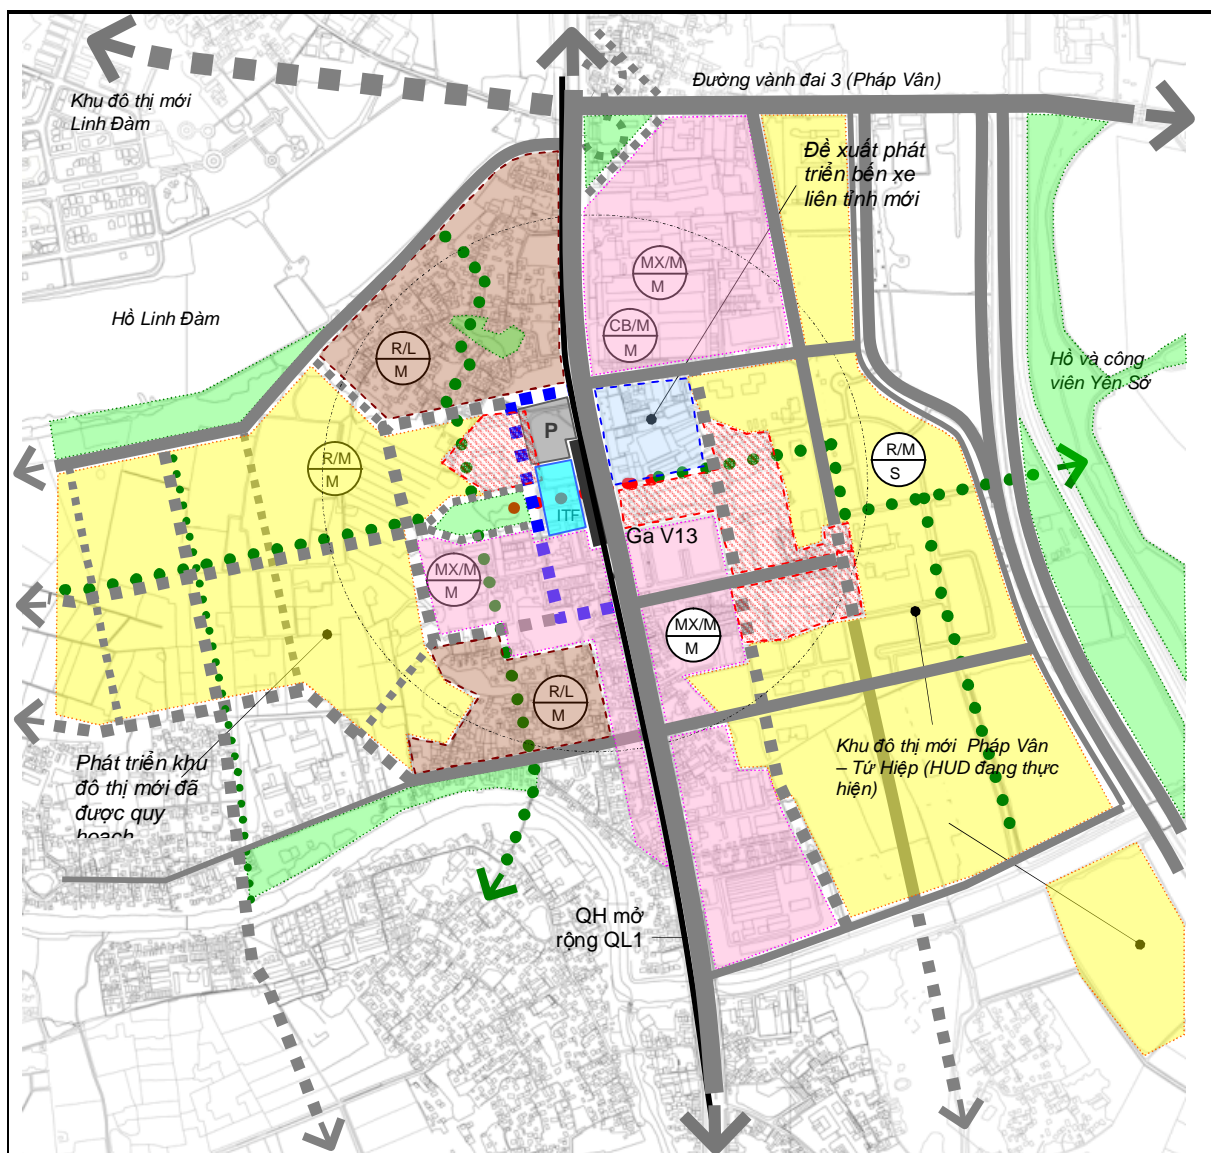 Đường vành đai 3 (Pháp Vân)
Khu đô thị mới
Linh Đàm
Đề xuất phát
triển bến xe
liên tỉnh mới
MX/M
M
Hồ Linh Đàm
CB/M
M
R/L
M
Hồ và công
viên Yên Sở
P
R/M
M
R/M
S
ITF
Ga V13
MX/M
M
MX/M
M
R/L
M
Khu đô thị mới Pháp Vân
– Tứ Hiệp (HUD đang thực
hiện)
Phát triển khu
đô thị mới đã
được quy
hoạch
QH mở
rộng QL1